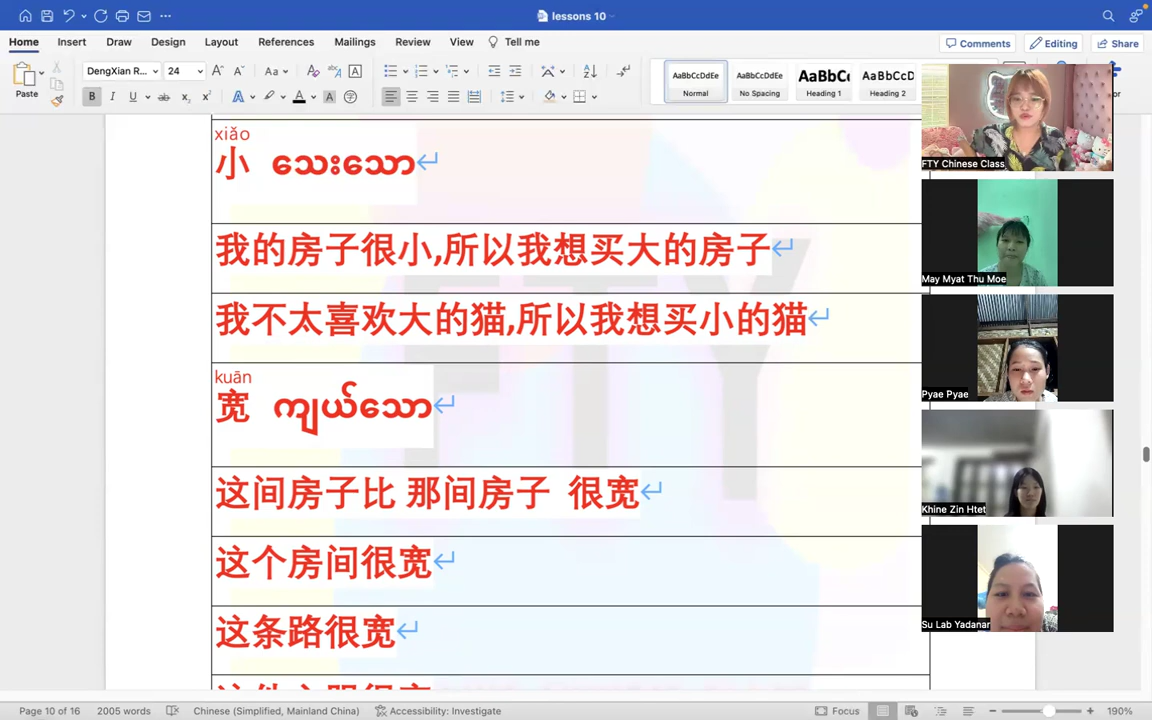 lessons 10
Home Insert Draw Design Layout References Mailings Review View Tell me
Comments Editing Share
Paste
DengXian R... 24
AaBbCcDdEe AaBbCcDdEe AaBbC AaBbCcD
Normal No Spacing Heading 1 Heading 2
xiǎo
小 သေးသော
我的房子很小,所以我想买大的房子
我不太喜欢大的猫,所以我想买小的猫
kuān
宽 ကျယ်သော
这间房子比 那间房子 很宽
这个房间很宽
这条路很宽
FTY
FTY Chinese Class
May Myat Thu Moe
Pyae Pyae
Khine Zin Htet
Su Lab Yadanar
Page 10 of 16 2005 words Chinese (Simplified, Mainland China) Accessibility: Investigate Focus 190%